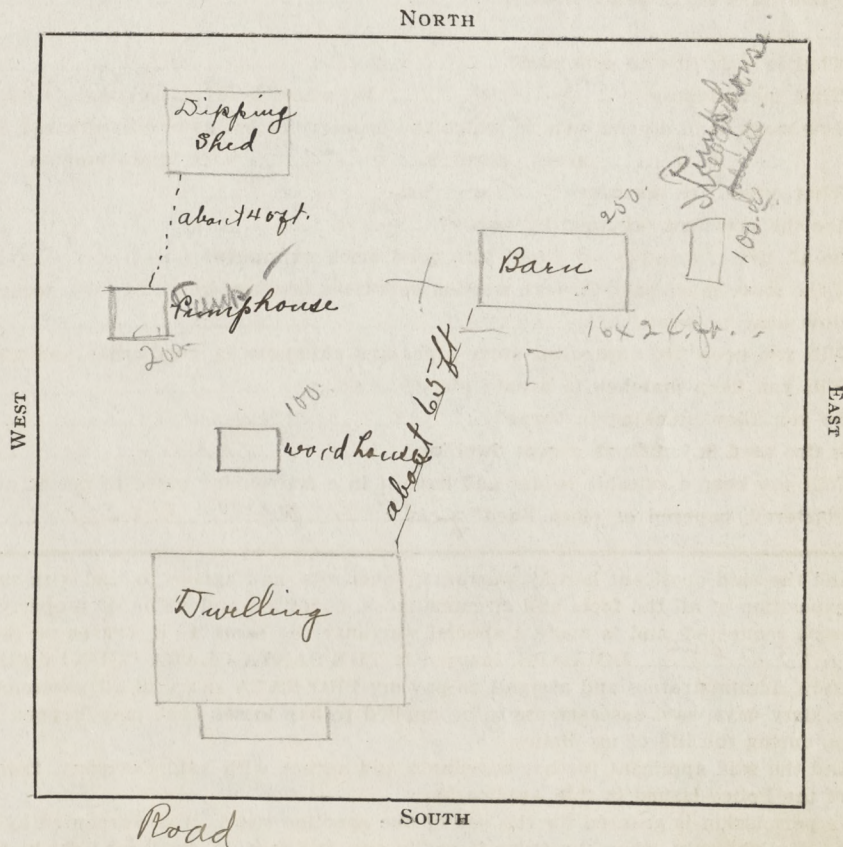 NORTH
Dipping
Shed
about 40 ft.
Pumphouse
200
Barn
250
16 x 24 ft.
Pumphouse
100.
WEST
EAST
100.
wood house
about 65 ft
Dwelling
SOUTH
Road